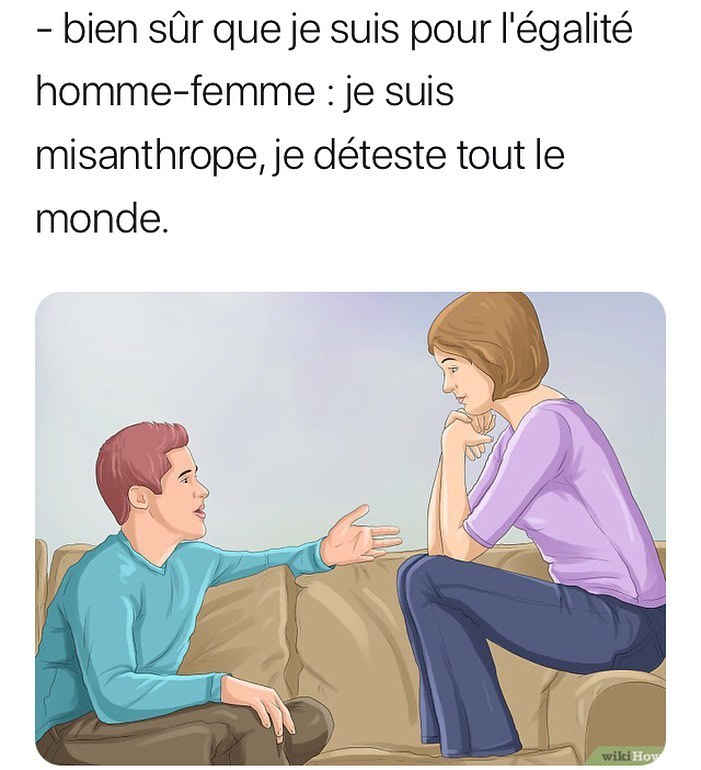 - bien sûr que je suis pour l'égalité
homme-femme : je suis
misanthrope, je déteste tout le
monde.
wikiHow